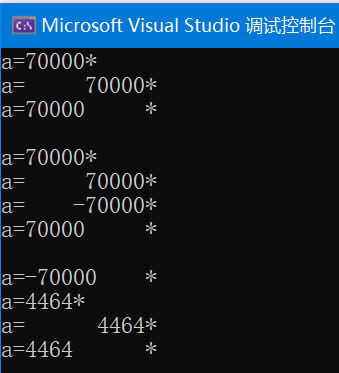 Microsoft Visual Studio 调试控制台
a=70000*
a=     70000*
a=70000     *

a=70000*
a=     70000*
a=    -70000*
a=70000     *

a=-70000    *
a=4464*
a=      4464*
a=4464      *